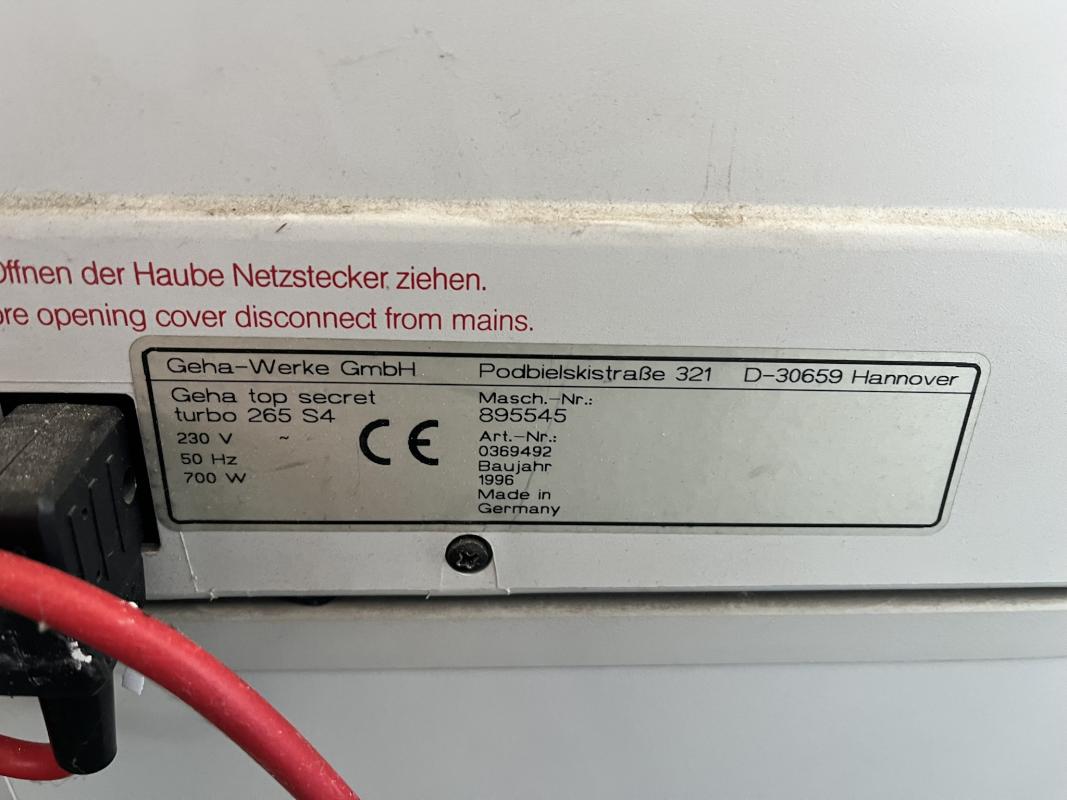 Öffnen der Haube Netzstecker ziehen.
opening cover disconnect from mains.
Geha-Werke GmbH Podbielskistraße 321 D-30659 Hannover
Geha top secret
turbo 265 S4
230 V ~
50 Hz
700 W
CE
Masch.-Nr.:
895545
Art.-Nr.:
0369492
Baujahr
1996
Made in
Germany